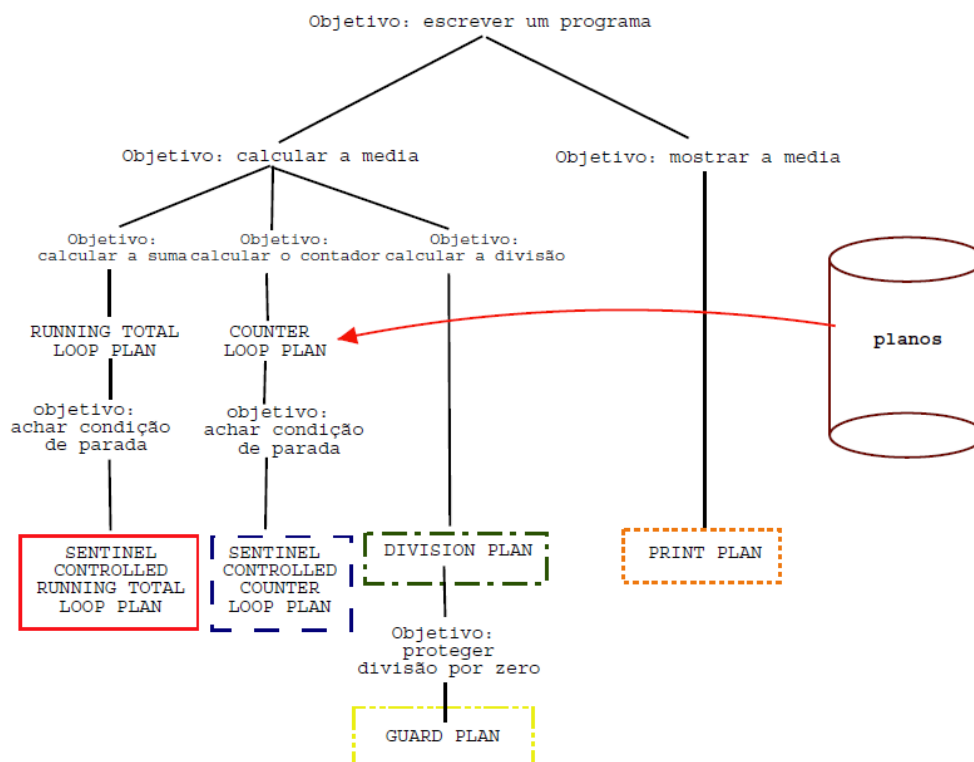 Objetivo: escrever um programa
Objetivo: calcular a media
Objetivo: mostrar a media
Objetivo:
calcular a suma
Objetivo:
calcular o contador
Objetivo:
calcular a divisão
RUNNING TOTAL
LOOP PLAN
COUNTER
LOOP PLAN
planos
objetivo:
achar condição
de parada
objetivo:
achar condição
de parada
SENTINEL
CONTROLLED
RUNNING TOTAL
LOOP PLAN
SENTINEL
CONTROLLED
COUNTER
LOOP PLAN
DIVISION PLAN
PRINT PLAN
Objetivo:
proteger
divisão por zero
GUARD PLAN